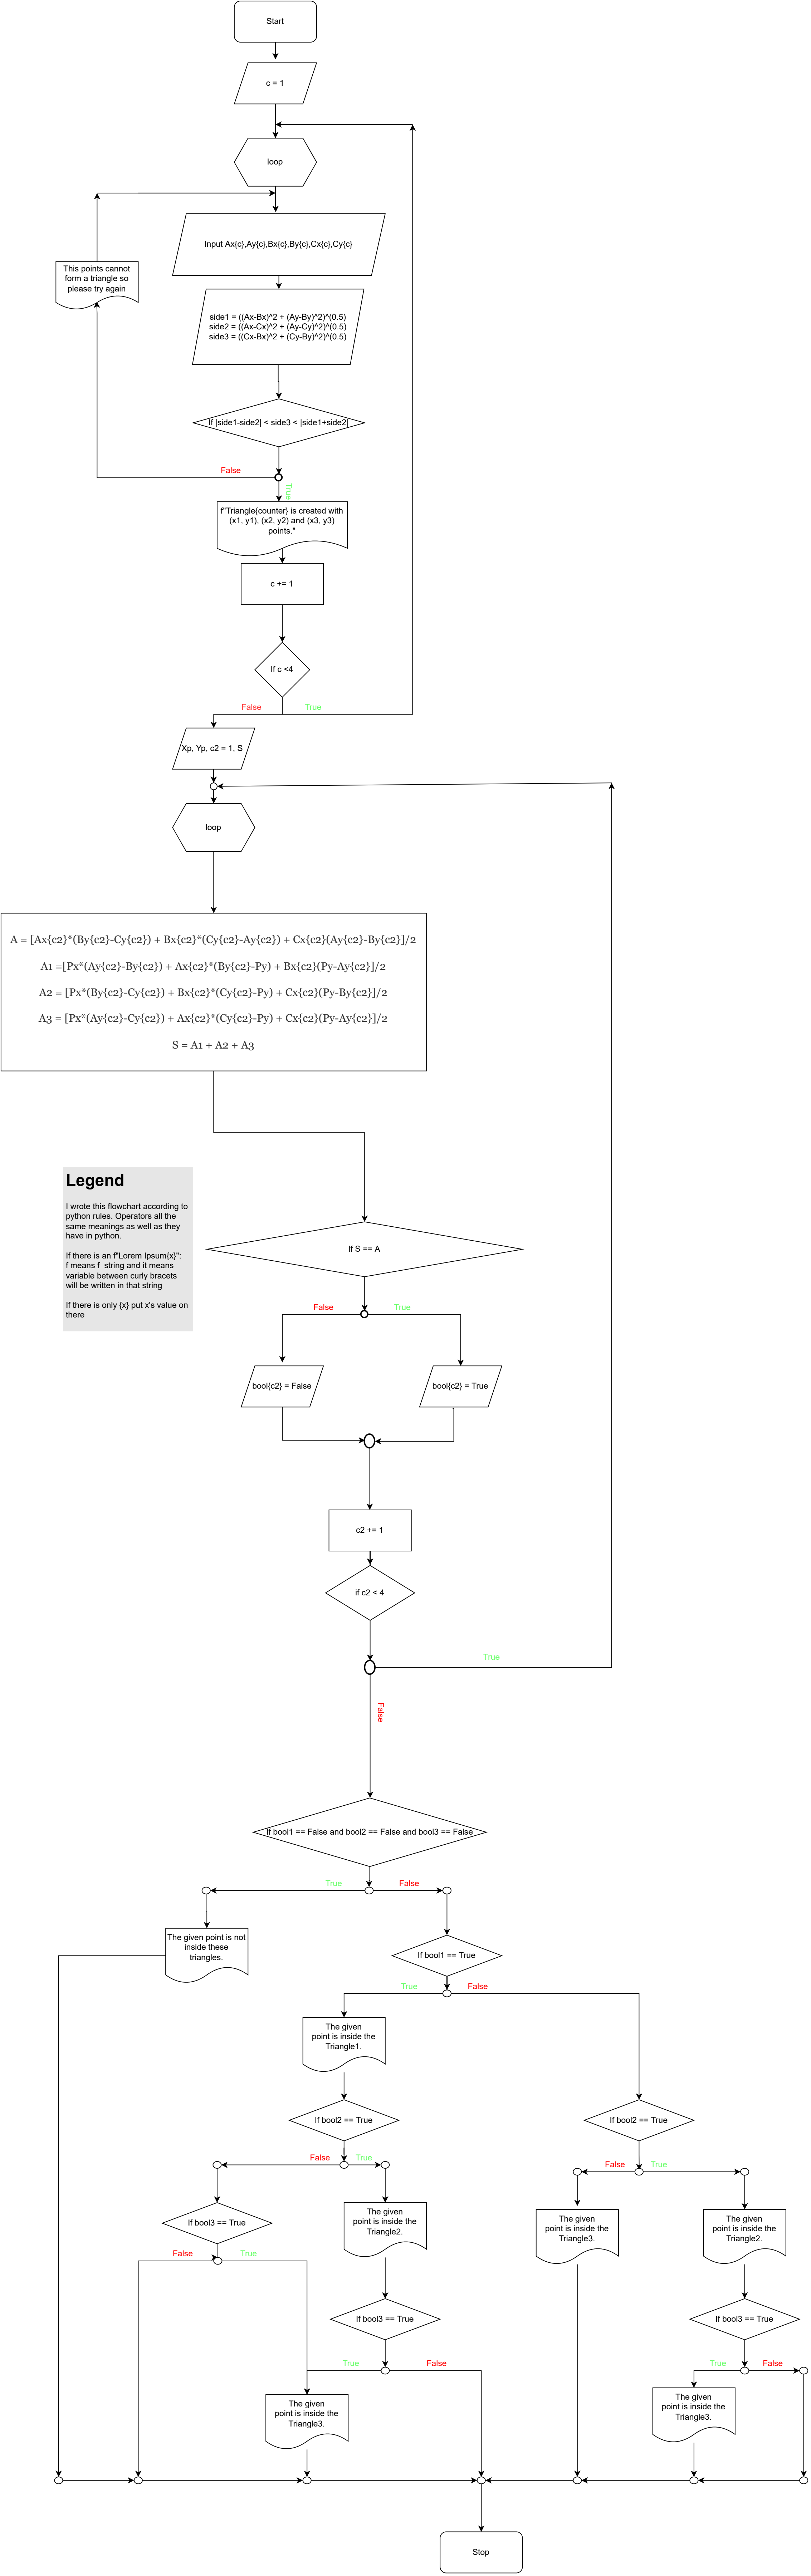 Start
c = 1
loop
Input Ax{c},Ay{c},Bx{c},By{c},Cx{c},Cy{c}
This points cannot
form a triangle so
please try again
side1 = ((Ax-Bx)^2 + (Ay-By)^2)^(0.5)
side2 = ((Ax-Cx)^2 + (Ay-Cy)^2)^(0.5)
side3 = ((Cx-Bx)^2 + (Cy-By)^2)^(0.5)
If |side1-side2| < side3 < |side1+side2|
False
True
f"Triangle{counter} is created with
(x1, y1), (x2, y2) and (x3, y3)
points."
c += 1
If c <4
False
True
Xp, Yp, c2 = 1, S
loop
A = [Ax{c2}*(By{c2}-Cy{c2}) + Bx{c2}*(Cy{c2}-Ay{c2}) + Cx{c2}(Ay{c2}-By{c2}]/2
A1 =[Px*(Ay{c2}-By{c2}) + Ax{c2}*(By{c2}-Py) + Bx{c2}(Py-Ay{c2}]/2
A2 = [Px*(By{c2}-Cy{c2}) + Bx{c2}*(Cy{c2}-Py) + Cx{c2}(Py-By{c2}]/2
A3 = [Px*(Ay{c2}-Cy{c2}) + Ax{c2}*(Cy{c2}-Py) + Cx{c2}(Py-Ay{c2}]/2
S = A1 + A2 + A3
Legend
I wrote this flowchart according to
python rules. Operators all the
same meanings as well as they
have in python.
If there is an f"Lorem Ipsum{x}":
f means f string and it means
variable between curly bracets
will be written in that string
If there is only {x} put x's value on
there
If S == A
False
True
bool{c2} = False
bool{c2} = True
c2 += 1
if c2 < 4
True
False
If bool1 == False and bool2 == False and bool3 == False
True
False
The given point is not
inside these
triangles.
If bool1 == True
True
False
The given
point is inside the
Triangle1.
If bool2 == True
If bool2 == True
False
True
False
True
If bool3 == True
The given
point is inside the
Triangle2.
The given
point is inside the
Triangle3.
The given
point is inside the
Triangle2.
False
True
If bool3 == True
If bool3 == True
True
False
True
False
The given
point is inside the
Triangle3.
The given
point is inside the
Triangle3.
Stop